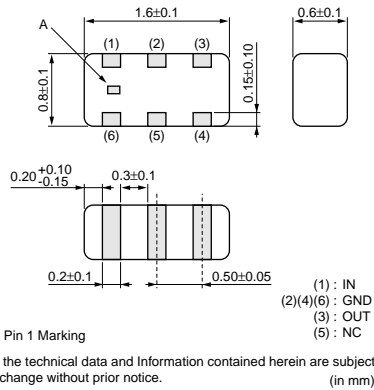 1.6±0.1
0.6±0.1
A
(1) (2) (3)
0.8±0.1
0.15±0.10
(6) (5) (4)
0.20 +0.10 -0.15
0.3±0.1
0.2±0.1
0.50±0.05
(1) : IN
(2)(4)(6) : GND
(3) : OUT
(5) : NC
Pin 1 Marking
the technical data and Information contained herein are subject
change without prior notice.
(in mm)